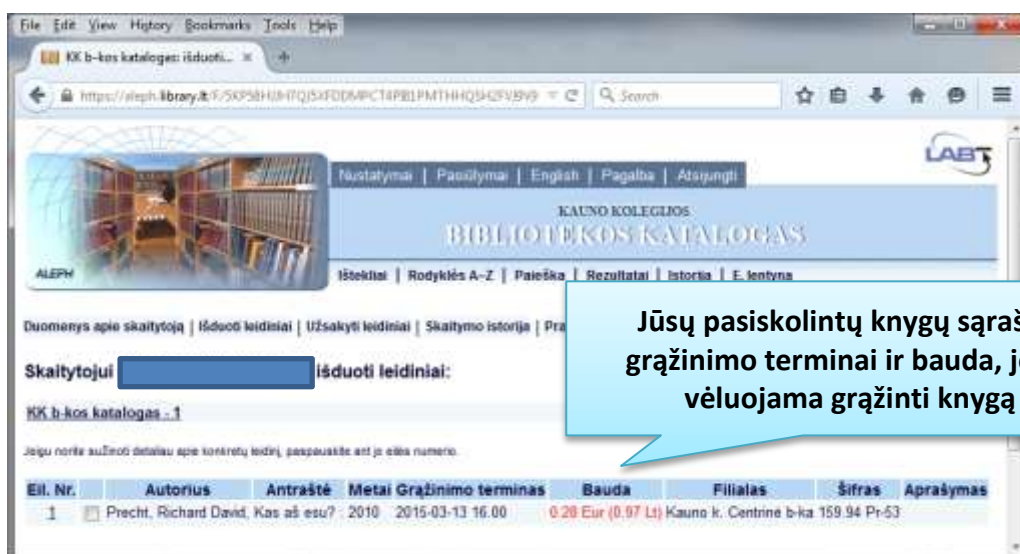 File Edit View History Bookmarks Tools Help
KK b-kos katalogas: išduoti...
Search
LABT
Nustatymai | Pasiūlymai | English | Pagalba | Atsijungti
KAUNO KOLEGIJOS
BIBLIOTEKOS KATALOGAS
ALEPH
Ištekliai | Rodyklės A-Z | Paieška | Rezultatai | Istorija | E. lentyna
Duomenys apie skaitytoją | Išduoti leidiniai | Užsakyti leidiniai | Skaitymo istorija | Pra
Jūsų pasiskolintų knygų sąraš
grąžinimo terminai ir bauda, j
vėluojama grąžinti knygą
Skaitytojui išduoti leidiniai:
KK b-kos katalogas - 1
Jeigu norite sužinoti detaliau apie konkretų leidinį, paspauskite ant jo eilės numerio.
Eil. Nr. Autorius Antraštė Metai Grąžinimo terminas Bauda Filialas Šifras Aprašymas
1 Precht, Richard David, Kas aš esu? : 2010 2015-03-13 16.00 0.28 Eur (0.97 Lt) Kauno k. Centrinė b-ka 159.94 Pr-53